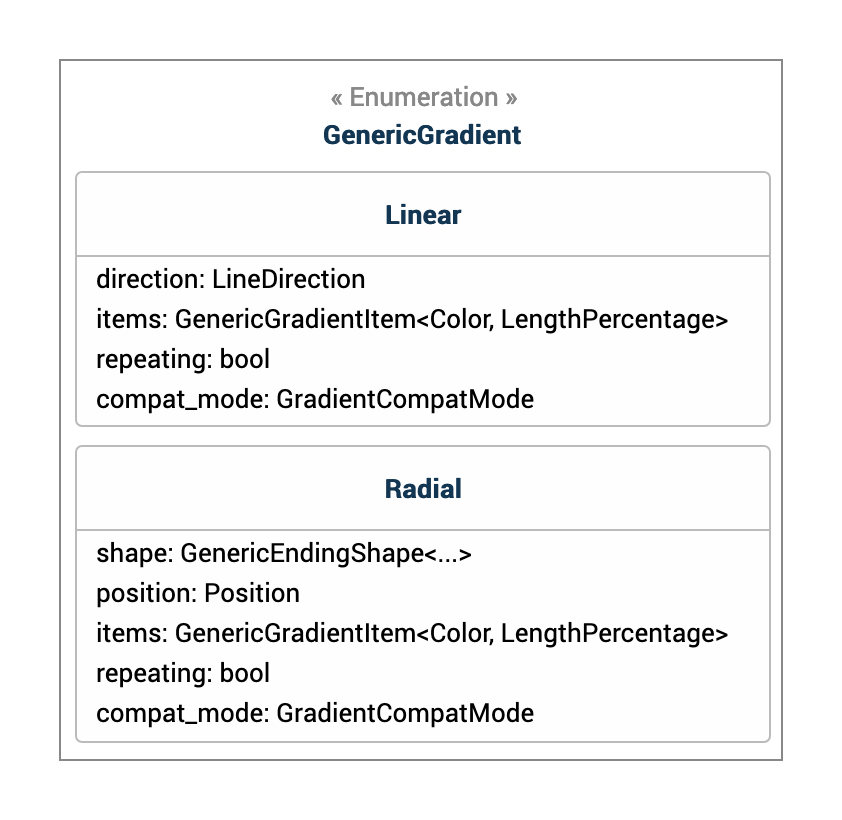 « Enumeration »
GenericGradient
Linear
direction: LineDirection
items: GenericGradientItem<Color, LengthPercentage>
repeating: bool
compat_mode: GradientCompatMode
Radial
shape: GenericEndingShape<...>
position: Position
items: GenericGradientItem<Color, LengthPercentage>
repeating: bool
compat_mode: GradientCompatMode